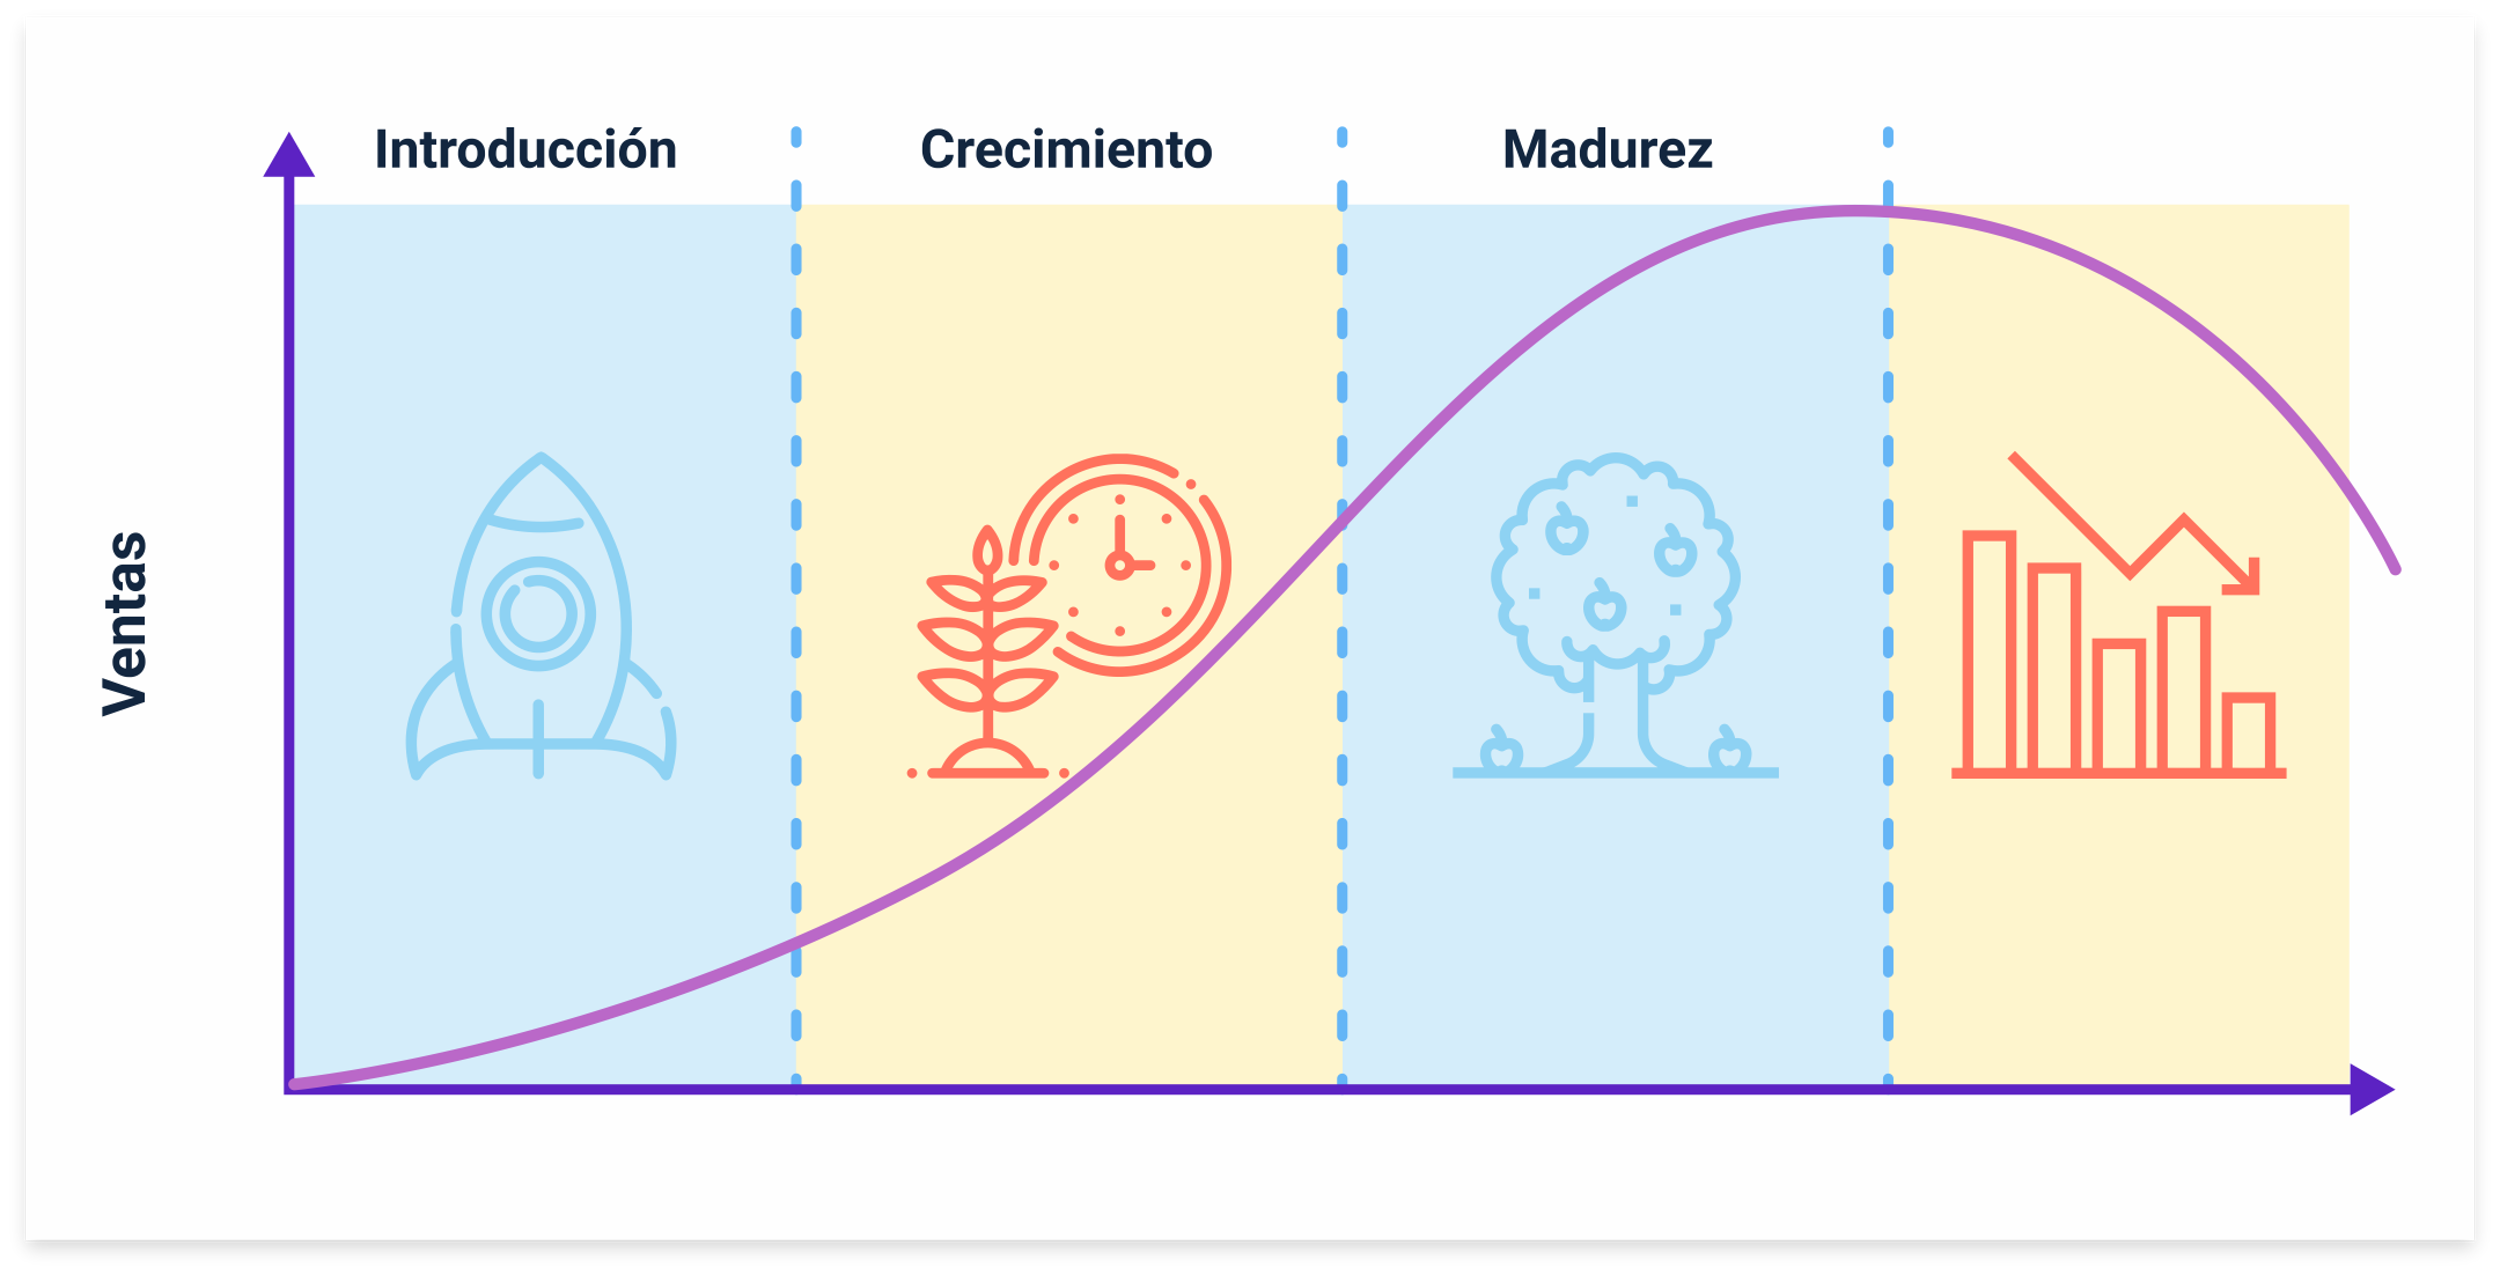 Introducción
Crecimiento
Madurez
Ventas